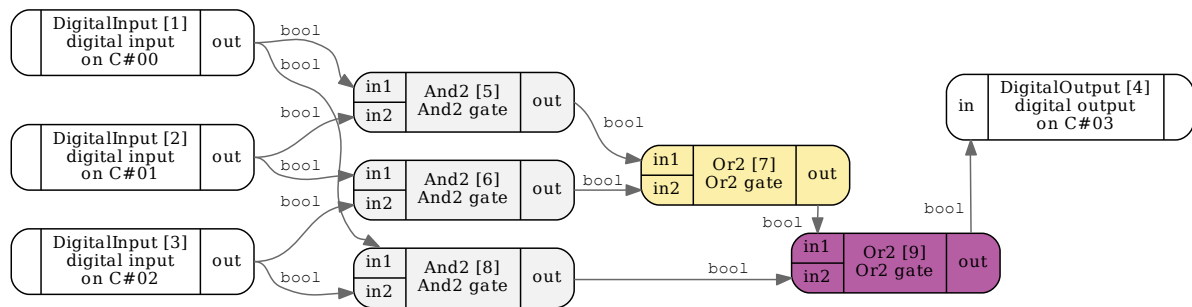 DigitalInput [1]
digital input
on C#00
out
bool
bool
DigitalInput [2]
digital input
on C#01
out
bool
bool
DigitalInput [3]
digital input
on C#02
out
bool
bool
in1
in2
And2 [5]
And2 gate
out
bool
in1
in2
And2 [6]
And2 gate
out
bool
in1
in2
And2 [8]
And2 gate
out
bool
in1
in2
Or2 [7]
Or2 gate
out
bool
in1
in2
Or2 [9]
Or2 gate
out
bool
in
DigitalOutput [4]
digital output
on C#03